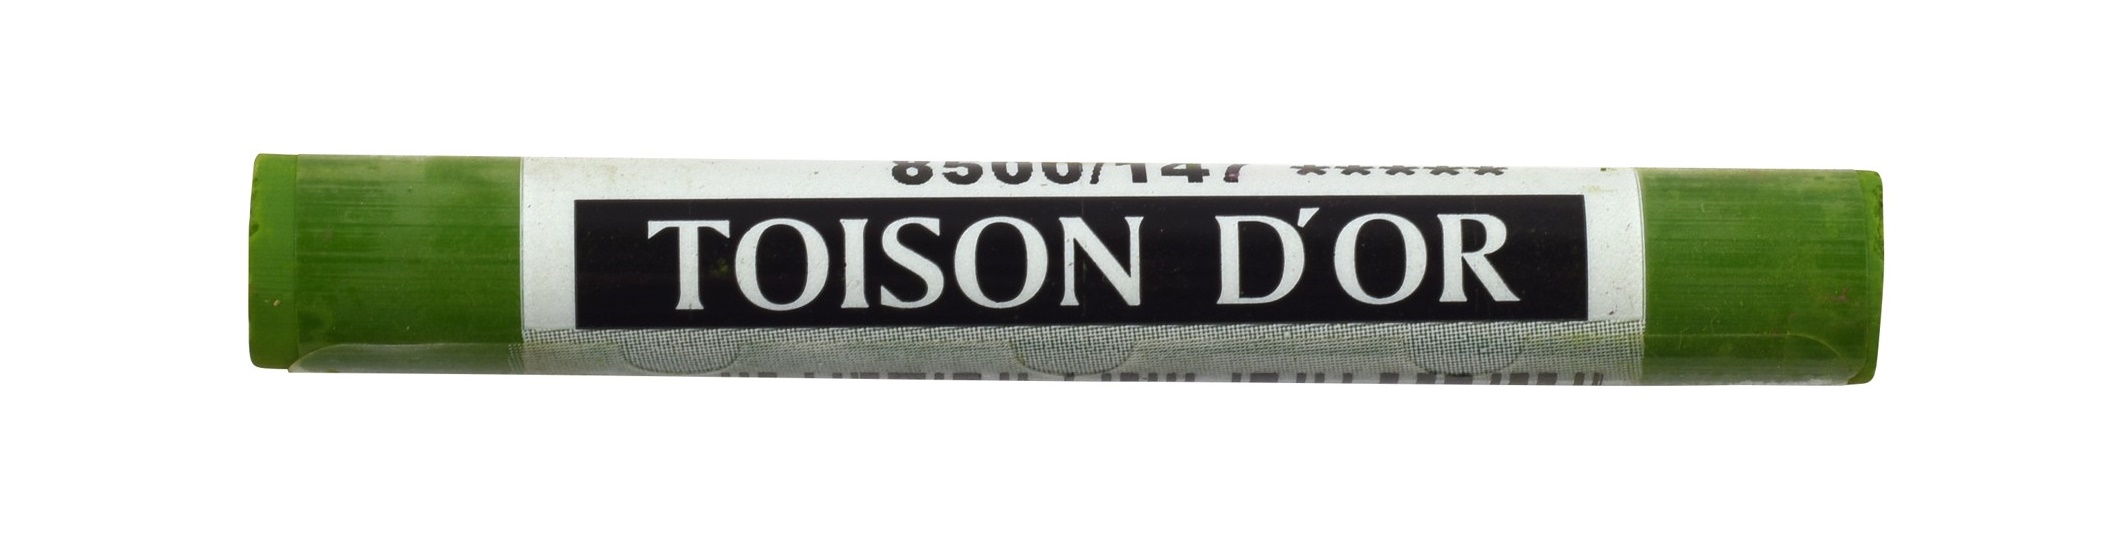 8500/147 *****
TOISON D'OR